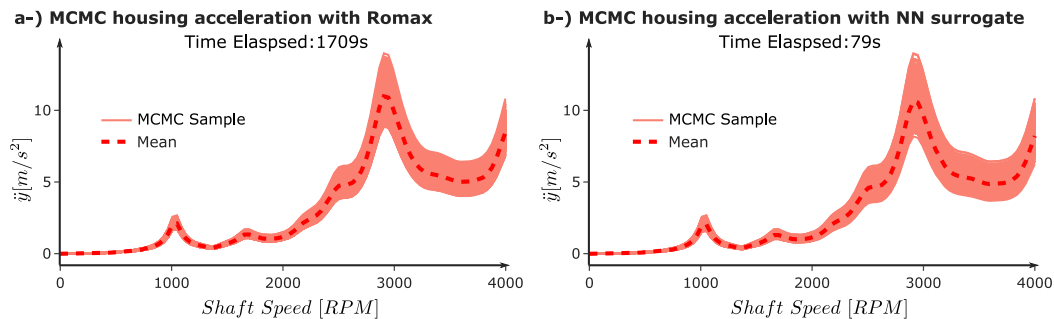 a-) MCMC housing acceleration with Romax
Time Elaspsed:1709s
MCMC Sample
Mean
10
5
0
ÿ[m/s²]
0 1000 2000 3000 4000
Shaft Speed [RPM]
b-) MCMC housing acceleration with NN surrogate
Time Elaspsed:79s
MCMC Sample
Mean
10
5
0
ÿ[m/s²]
0 1000 2000 3000 4000
Shaft Speed [RPM]